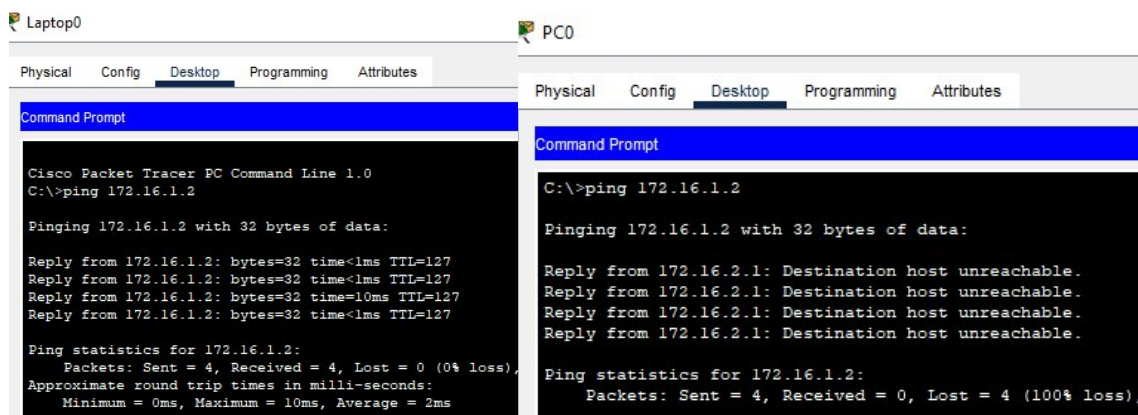 Laptop0
Physical Config Desktop Programming Attributes
Command Prompt
Cisco Packet Tracer PC Command Line 1.0
C:\>ping 172.16.1.2
Pinging 172.16.1.2 with 32 bytes of data:
Reply from 172.16.1.2: bytes=32 time<1ms TTL=127
Reply from 172.16.1.2: bytes=32 time<1ms TTL=127
Reply from 172.16.1.2: bytes=32 time=10ms TTL=127
Reply from 172.16.1.2: bytes=32 time<1ms TTL=127
Ping statistics for 172.16.1.2:
Packets: Sent = 4, Received = 4, Lost = 0 (0% loss),
Approximate round trip times in milli-seconds:
Minimum = 0ms, Maximum = 10ms, Average = 2ms
PC0
Physical Config Desktop Programming Attributes
Command Prompt
C:\>ping 172.16.1.2
Pinging 172.16.1.2 with 32 bytes of data:
Reply from 172.16.2.1: Destination host unreachable.
Reply from 172.16.2.1: Destination host unreachable.
Reply from 172.16.2.1: Destination host unreachable.
Reply from 172.16.2.1: Destination host unreachable.
Ping statistics for 172.16.1.2:
Packets: Sent = 4, Received = 0, Lost = 4 (100% loss),